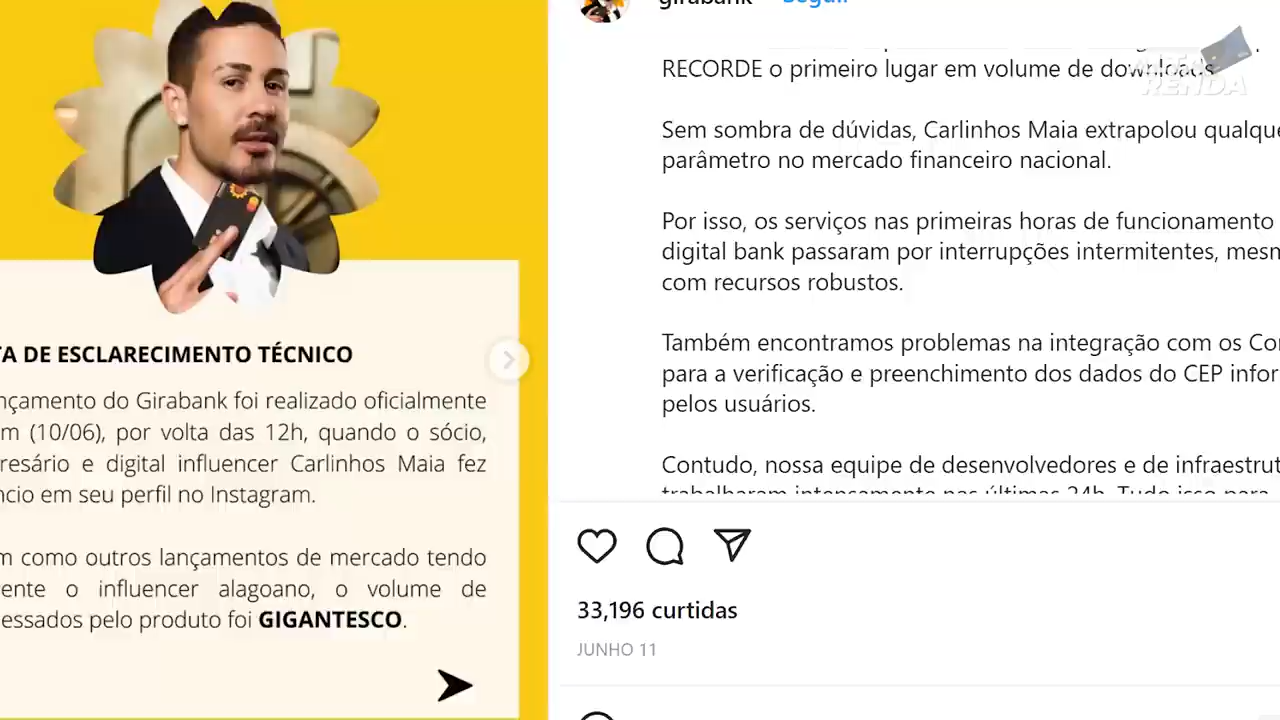 TA DE ESCLARECIMENTO TÉCNICO
nçamento do Girabank foi realizado oficialmente
m (10/06), por volta das 12h, quando o sócio,
resário e digital influencer Carlinhos Maia fez
ncio em seu perfil no Instagram.
m como outros lançamentos de mercado tendo
ente o influencer alagoano, o volume de
essados pelo produto foi GIGANTESCO.
girabank
Seguir
RECORDE o primeiro lugar em volume de downloads.
RENDA
Sem sombra de dúvidas, Carlinhos Maia extrapolou qualque
parâmetro no mercado financeiro nacional.
Por isso, os serviços nas primeiras horas de funcionamento
digital bank passaram por interrupções intermitentes, mesm
com recursos robustos.
Também encontramos problemas na integração com os Cor
para a verificação e preenchimento dos dados do CEP infor
pelos usuários.
Contudo, nossa equipe de desenvolvedores e de infraestrut
trabalharam intensamente nas últimas 24h. Tudo isso para
33,196 curtidas
JUNHO 11